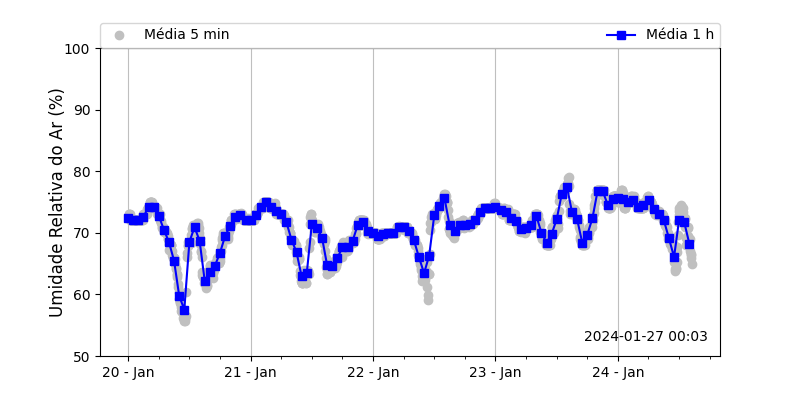 Média 5 min
Média 1 h
Umidade Relativa do Ar (%)
100
90
80
70
60
50
2024-01-27 00:03
20 - Jan
21 - Jan
22 - Jan
23 - Jan
24 - Jan